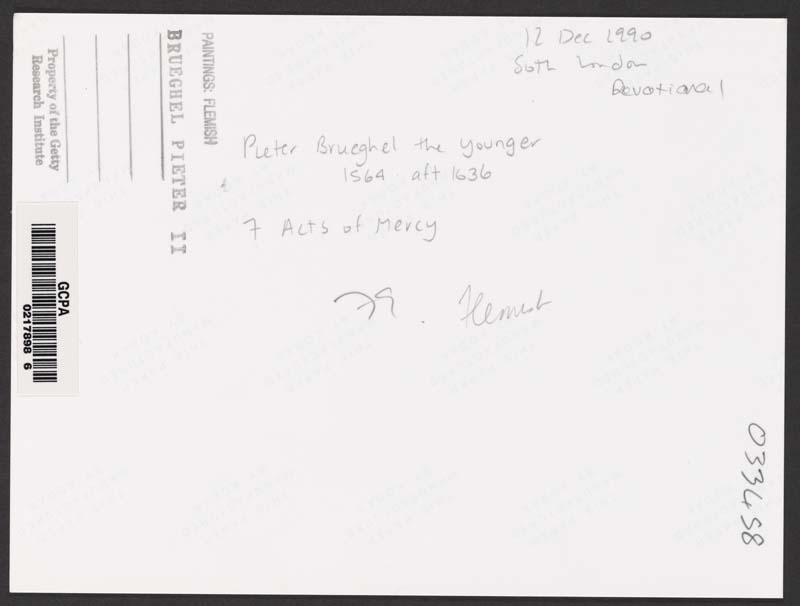 12 Dec 1990
Soth London
Devotional
Pieter Brueghel the younger
1564 aft 1636
7 Acts of Mercy
Flemish
PAINTINGS: FLEMISH
BRUEGHEL PIETER II
Property of the Getty
Research Institute
GCPA
0217898 6
033458